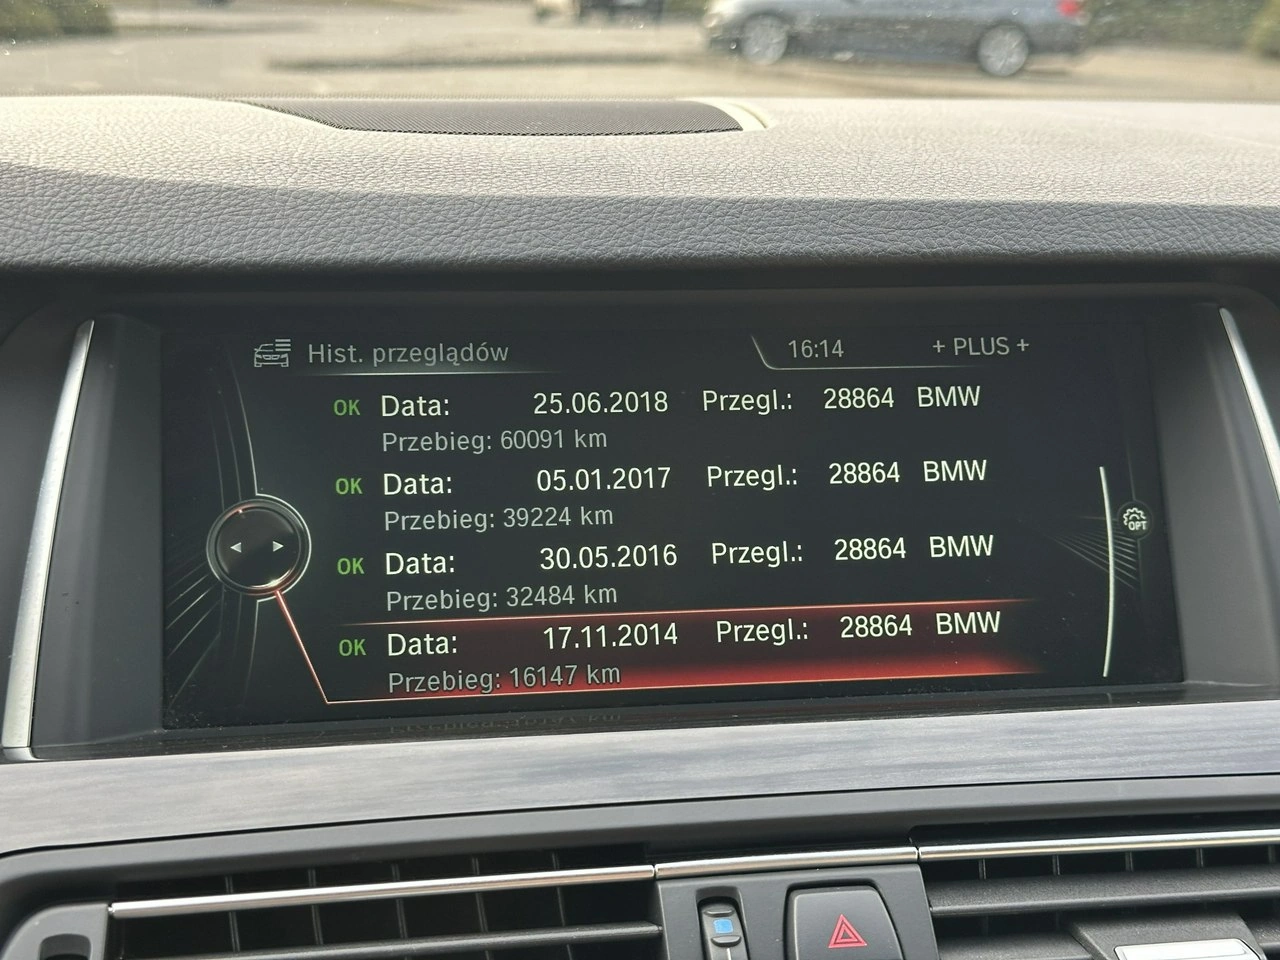 Hist. przeglądów 16:14 + PLUS +
OK Data: 25.06.2018 Przegl.: 28864 BMW
Przebieg: 60091 km
OK Data: 05.01.2017 Przegl.: 28864 BMW
Przebieg: 39224 km
OPT
OK Data: 30.05.2016 Przegl.: 28864 BMW
Przebieg: 32484 km
OK Data: 17.11.2014 Przegl.: 28864 BMW
Przebieg: 16147 km